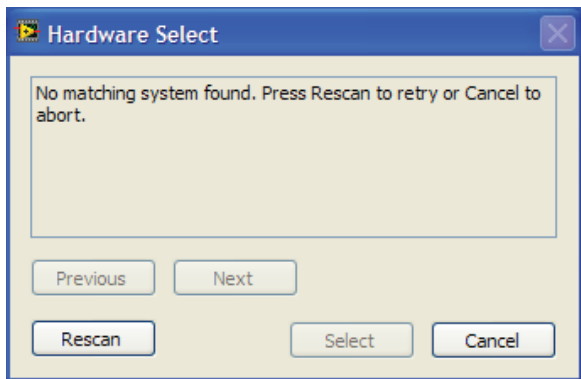 Hardware Select
No matching system found. Press Rescan to retry or Cancel to
abort.
Previous
Next
Rescan
Select
Cancel